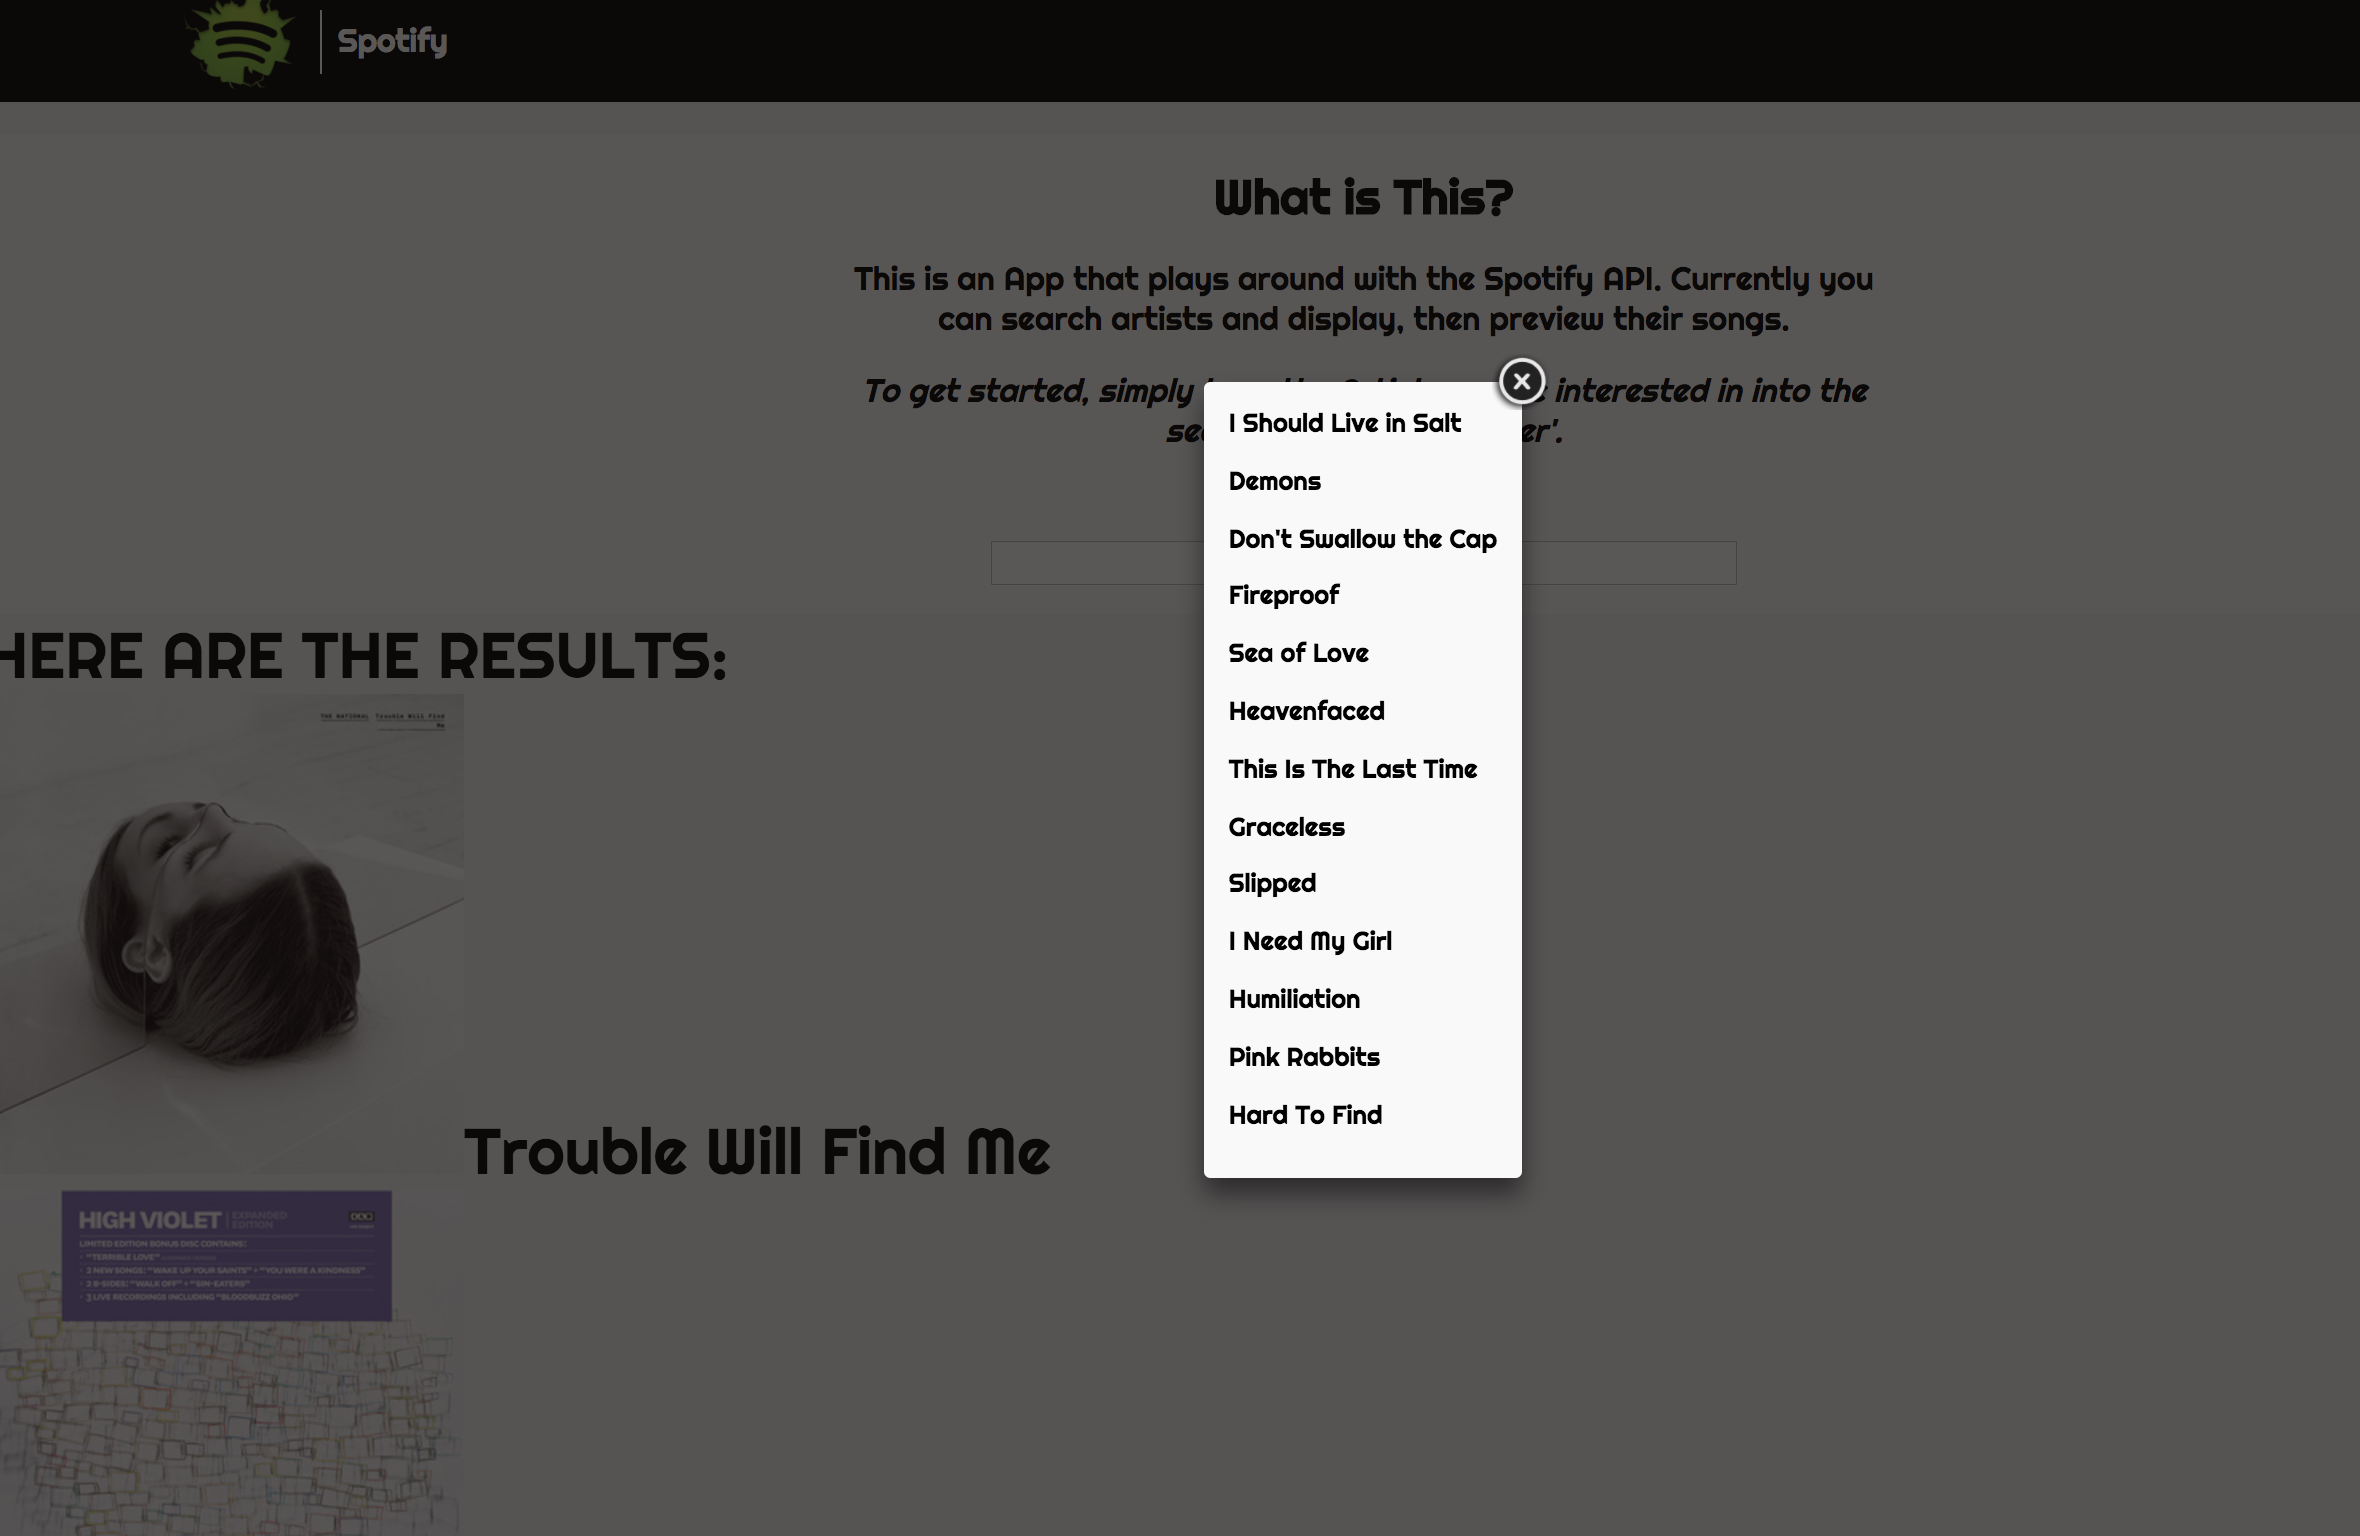 Spotify
What is This?
This is an App that plays around with the Spotify API. Currently you
can search artists and display, then preview their songs.
To get started, simply interested in into the
I Should Live in Salt
Demons
Don't Swallow the Cap
Fireproof
Sea of Love
Heavenfaced
This Is The Last Time
Graceless
Slipped
I Need My Girl
Humiliation
Pink Rabbits
Hard To Find
HERE ARE THE RESULTS:
THE NATIONAL Trouble Will Find
Me
Trouble Will Find Me
HIGH VIOLET | EXPANDED
EDITION
LIMITED EDITION BONUS DISC CONTAINS:
"TERRIBLE LOVE"
2 NEW SONGS: "WAKE UP YOUR SAINTS" + "YOU WERE A KINDNESS"
2 B-SIDES: "WALK OFF" + "SIN-EATERS"
3 LIVE RECORDINGS INCLUDING "BLOODBUZZ OHIO"